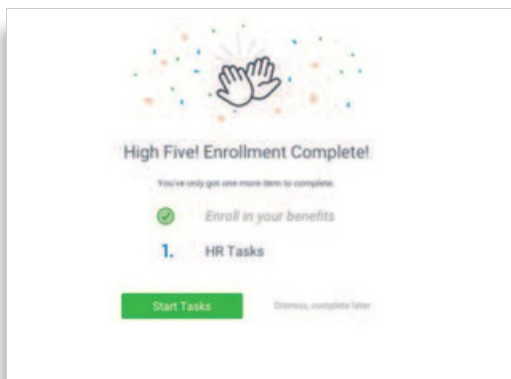 High Five! Enrollment Complete!
You've only got one more item to complete.
Enroll in your benefits
1. HR Tasks
Start Tasks
Dismiss, complete later